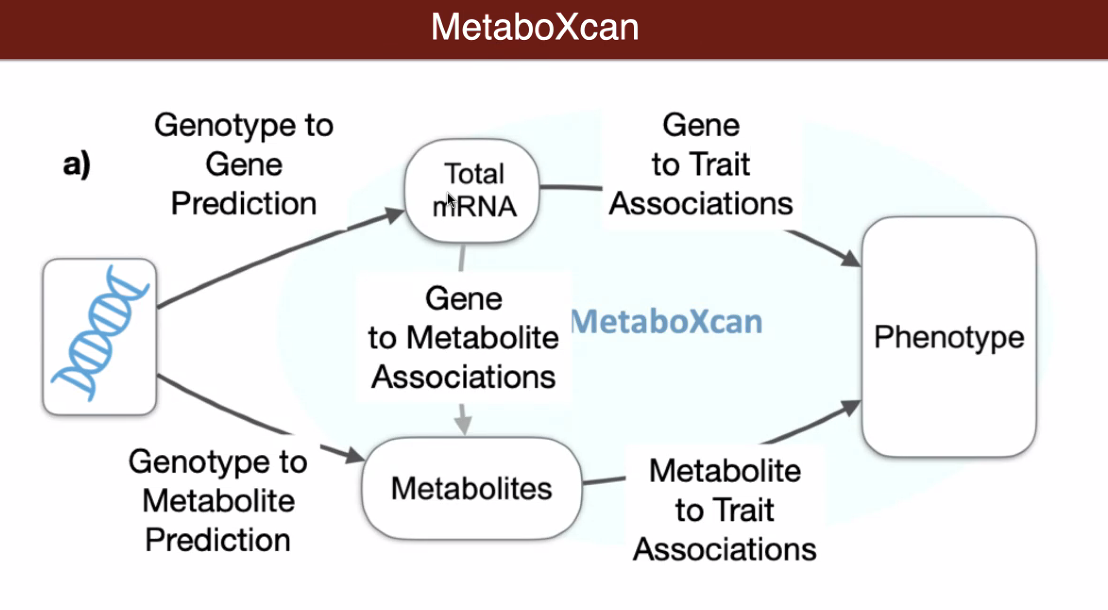 MetaboXcan
a)
Genotype to
Gene
Prediction
Total
mRNA
Gene
to Trait
Associations
Gene
to Metabolite
Associations
MetaboXcan
Phenotype
Genotype to
Metabolite
Prediction
Metabolites
Metabolite
to Trait
Associations